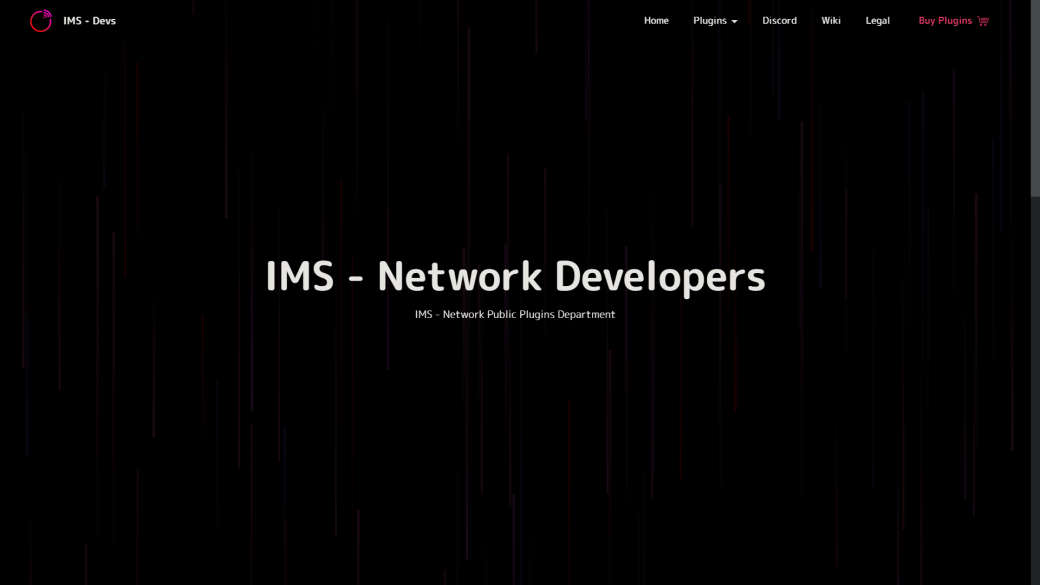 IMS - Devs
Home
Plugins
Discord
Wiki
Legal
Buy Plugins
IMS - Network Developers
IMS - Network Public Plugins Department